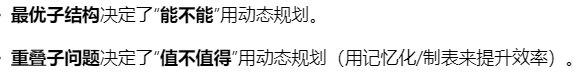 · 最优子结构决定了“能不能”用动态规划。
· 重叠子问题决定了“值不值得”用动态规划（用记忆化/制表来提升效率）。